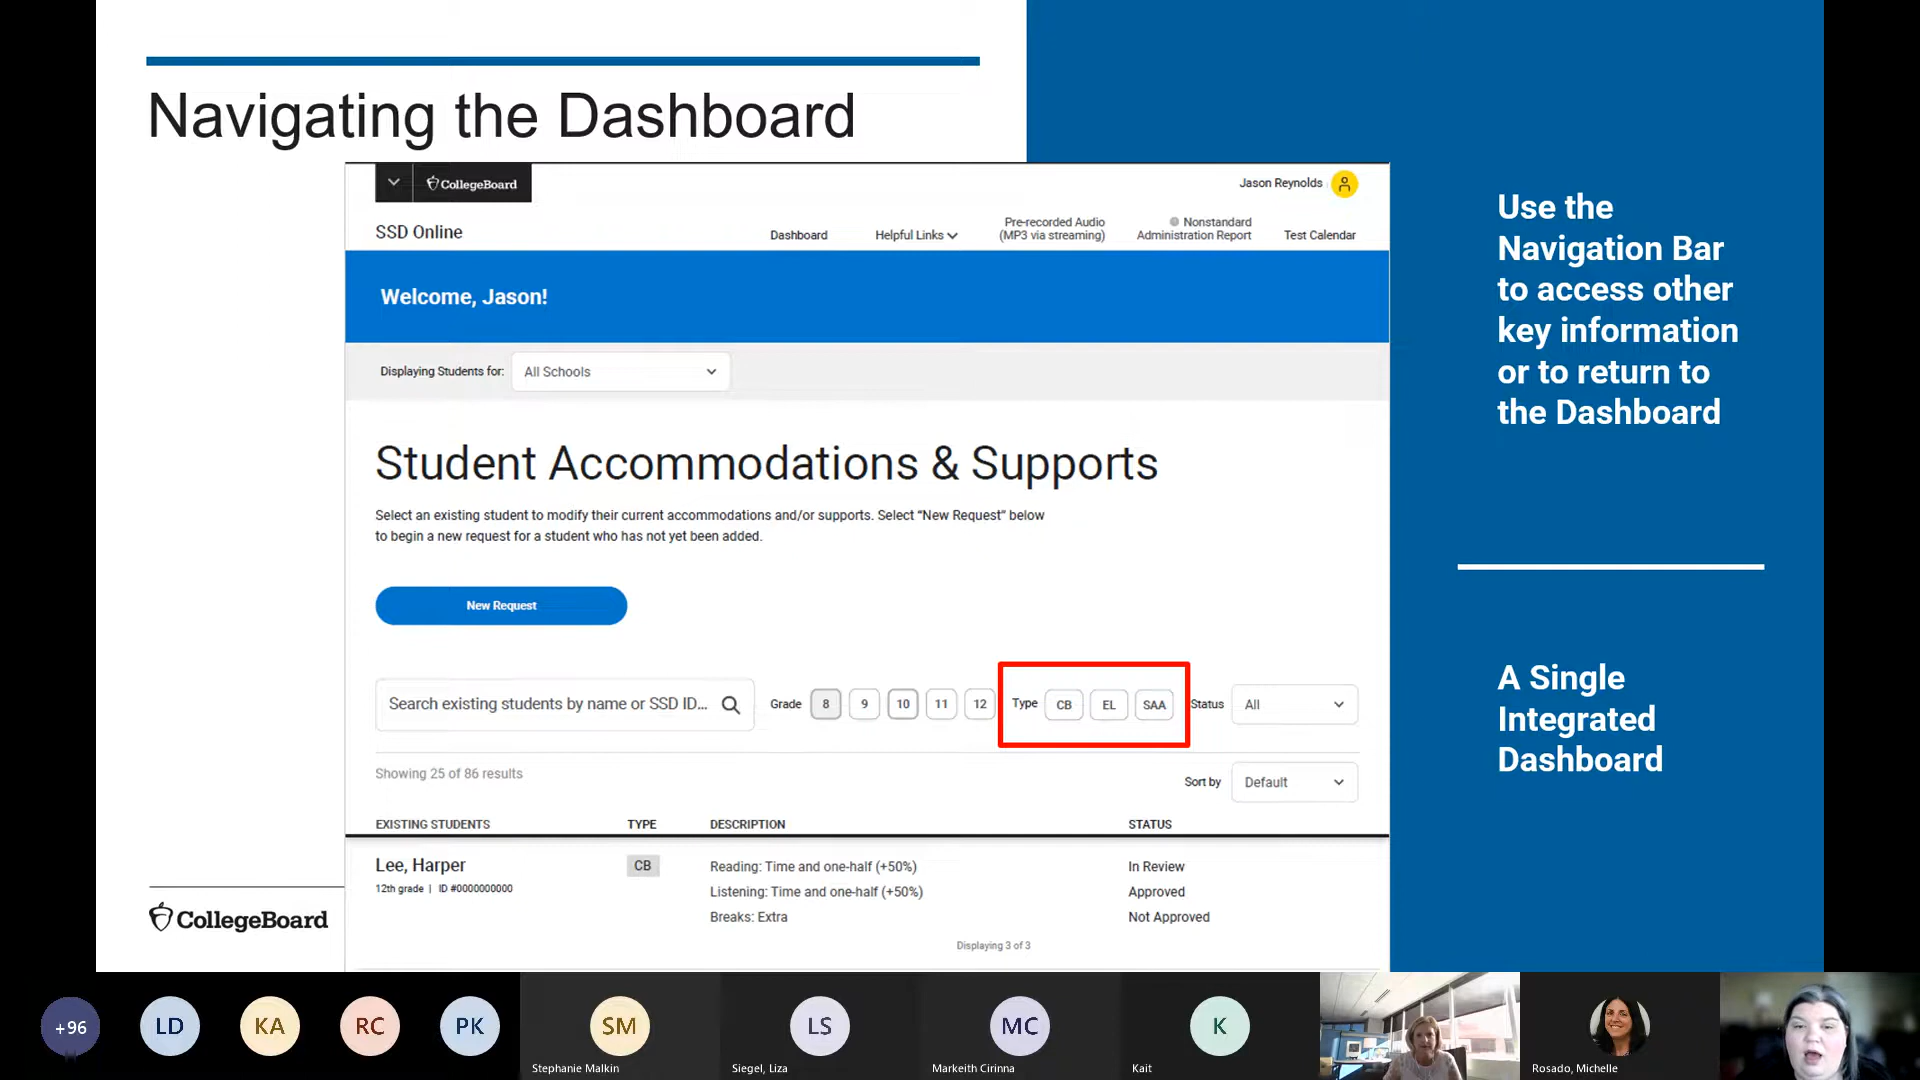 Navigating the Dashboard
CollegeBoard
Jason Reynolds
SSD Online
Dashboard
Helpful Links
Pre-recorded Audio
(MP3 via streaming)
Nonstandard
Administration Report
Test Calendar
Welcome, Jason!
Displaying Students for:
All Schools
Student Accommodations & Supports
Select an existing student to modify their current accommodations and/or supports. Select “New Request” below
to begin a new request for a student who has not yet been added.
New Request
Search existing students by name or SSD ID...
Grade 8 9 10 11 12
Type CB EL SAA
Status All
Showing 25 of 86 results
Sort by Default
EXISTING STUDENTS TYPE DESCRIPTION STATUS
Lee, Harper CB Reading: Time and one-half (+50%) In Review
12th grade | ID #0000000000
Listening: Time and one-half (+50%) Approved
Breaks: Extra Not Approved
Displaying 3 of 3
CollegeBoard
Use the
Navigation Bar
to access other
key information
or to return to
the Dashboard
A Single
Integrated
Dashboard
+96 LD KA RC PK SM LS MC K
Stephanie Malkin
Siegel, Liza
Markeith Cirinna
Kait
Rosado, Michelle